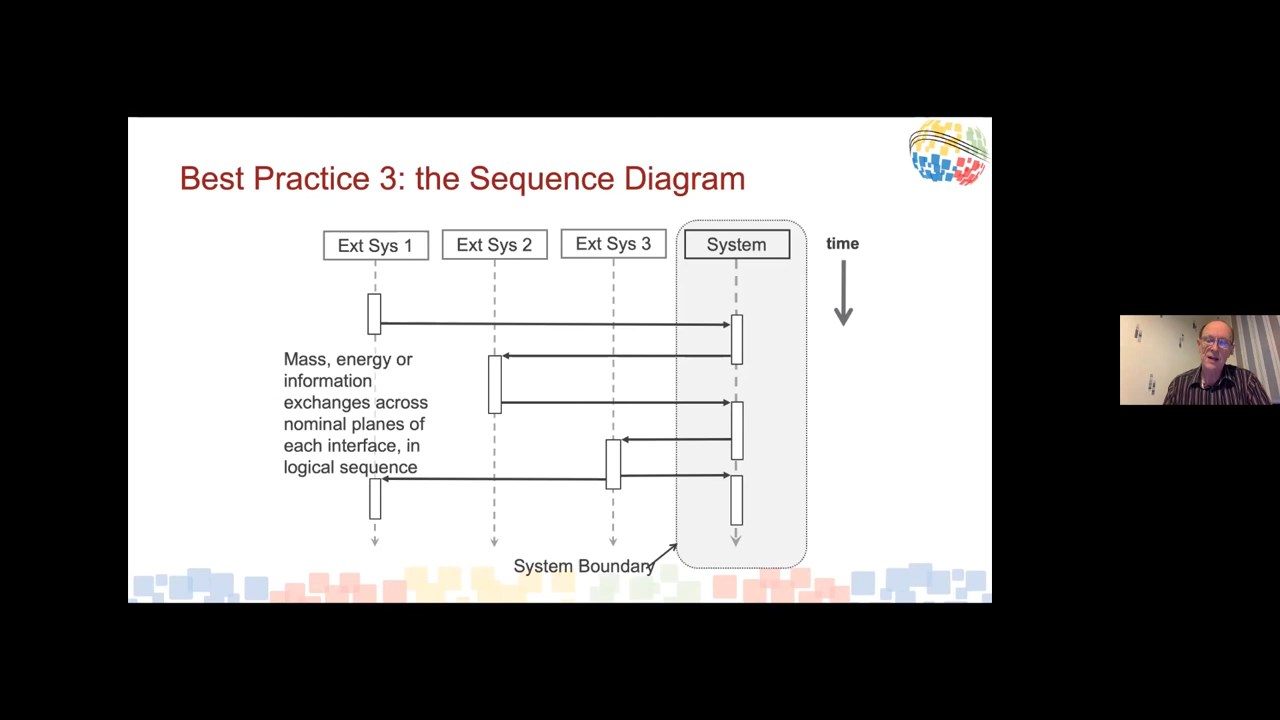 Best Practice 3: the Sequence Diagram
Ext Sys 1
Ext Sys 2
Ext Sys 3
System
time
Mass, energy or
information
exchanges across
nominal planes of
each interface, in
logical sequence
System Boundary